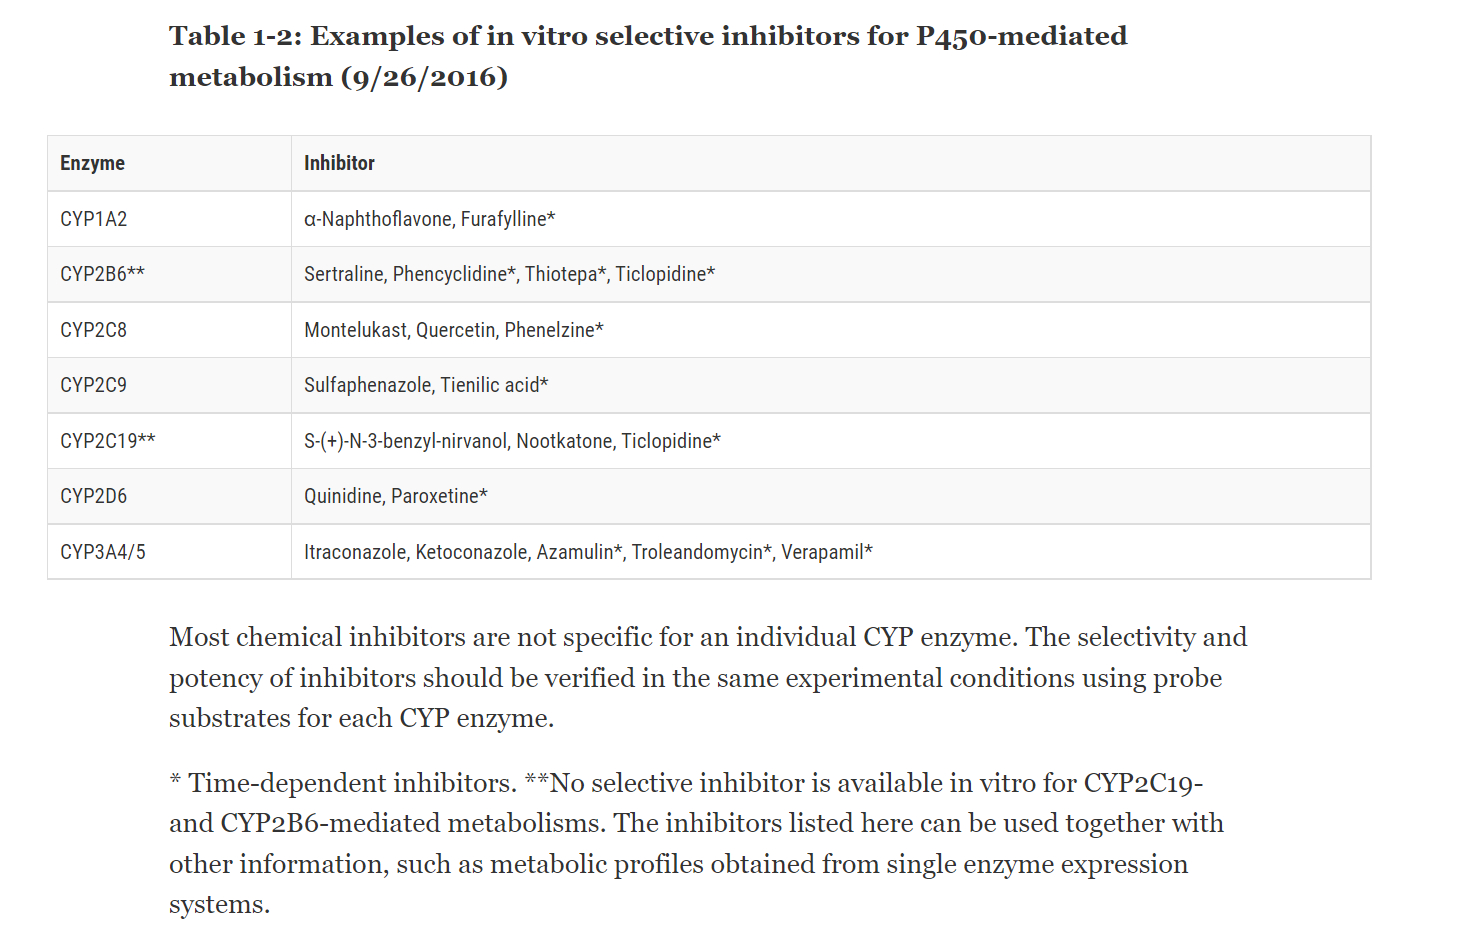 Table 1-2: Examples of in vitro selective inhibitors for P450-mediated
metabolism (9/26/2016)
Enzyme Inhibitor
CYP1A2 α-Naphthoflavone, Furafylline*
CYP2B6** Sertraline, Phencyclidine*, Thiotepa*, Ticlopidine*
CYP2C8 Montelukast, Quercetin, Phenelzine*
CYP2C9 Sulfaphenazole, Tienilic acid*
CYP2C19** S-(+)-N-3-benzyl-nirvanol, Nootkatone, Ticlopidine*
CYP2D6 Quinidine, Paroxetine*
CYP3A4/5 Itraconazole, Ketoconazole, Azamulin*, Troleandomycin*, Verapamil*
Most chemical inhibitors are not specific for an individual CYP enzyme. The selectivity and
potency of inhibitors should be verified in the same experimental conditions using probe
substrates for each CYP enzyme.
* Time-dependent inhibitors. **No selective inhibitor is available in vitro for CYP2C19-
and CYP2B6-mediated metabolisms. The inhibitors listed here can be used together with
other information, such as metabolic profiles obtained from single enzyme expression
systems.